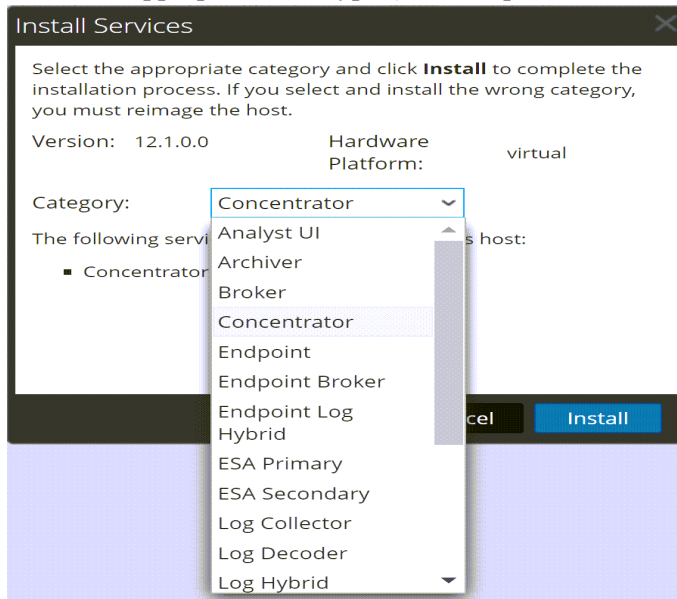 Install Services
Select the appropriate category and click Install to complete the
installation process. If you select and install the wrong category,
you must reimage the host.
Version: 12.1.0.0
Hardware
Platform:
virtual
Category:
Concentrator
The following servi
s host:
Concentrator
Analyst UI
Archiver
Broker
Concentrator
Endpoint
Endpoint Broker
Endpoint Log
Hybrid
ESA Primary
ESA Secondary
Log Collector
Log Decoder
Log Hybrid
cel
Install